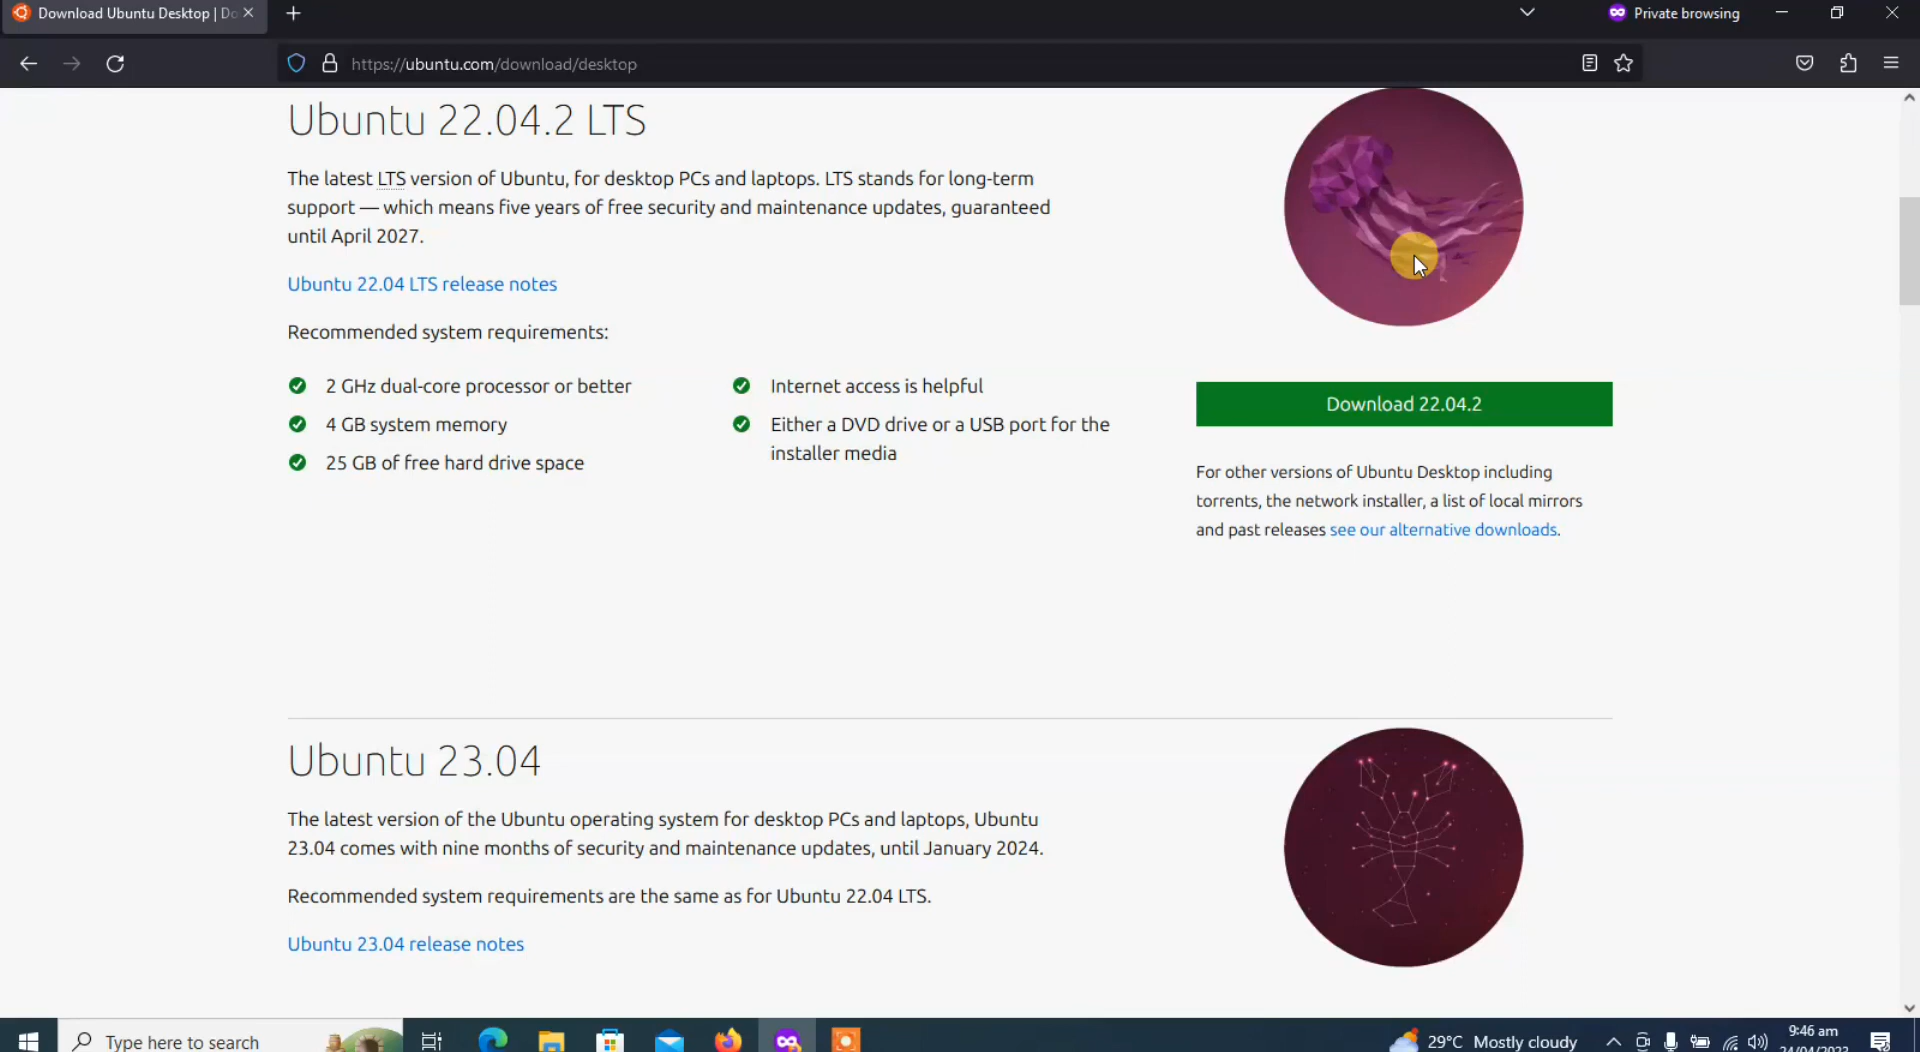 Download Ubuntu Desktop | Do
Private browsing
https://ubuntu.com/download/desktop
Ubuntu 22.04.2 LTS
The latest LTS version of Ubuntu, for desktop PCs and laptops. LTS stands for long-term
support — which means five years of free security and maintenance updates, guaranteed
until April 2027.
Ubuntu 22.04 LTS release notes
Recommended system requirements:
2 GHz dual-core processor or better
4 GB system memory
25 GB of free hard drive space
Internet access is helpful
Either a DVD drive or a USB port for the
installer media
Download 22.04.2
For other versions of Ubuntu Desktop including
torrents, the network installer, a list of local mirrors
and past releases see our alternative downloads.
Ubuntu 23.04
The latest version of the Ubuntu operating system for desktop PCs and laptops, Ubuntu
23.04 comes with nine months of security and maintenance updates, until January 2024.
Recommended system requirements are the same as for Ubuntu 22.04 LTS.
Ubuntu 23.04 release notes
Type here to search
29°C Mostly cloudy
9:46 am
24/04/2023